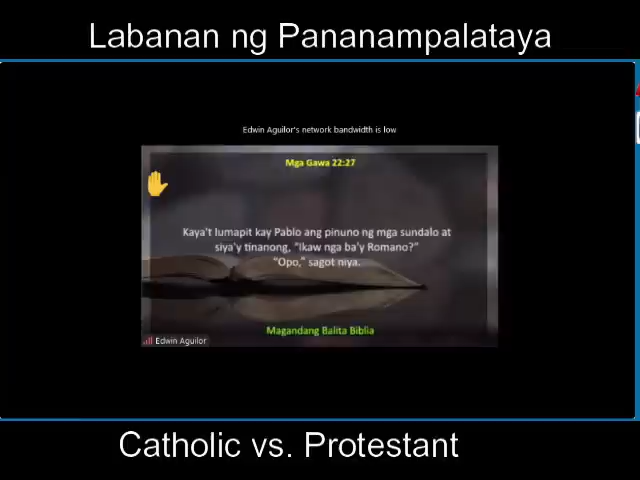 Labanan ng Pananampalataya
Edwin Aguilor's network bandwidth is low
Mga Gawa 22:27
Kaya't lumapit kay Pablo ang pinuno ng mga sundalo at
siya'y tinanong, "Ikaw nga ba'y Romano?"
"Opo," sagot niya.
Magandang Balita Biblia
Edwin Aguilor
Catholic vs. Protestant